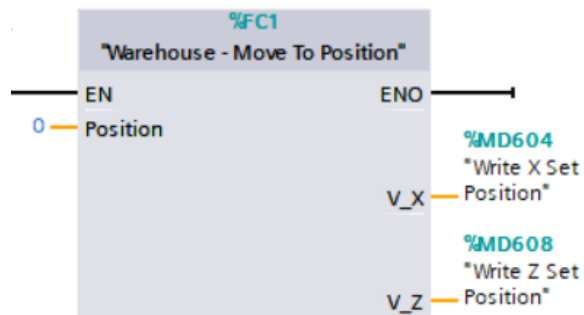 %FC1
"Warehouse - Move To Position"
EN
ENO
0
Position
%MD604
"Write X Set
Position"
V_X
%MD608
"Write Z Set
Position"
V_Z